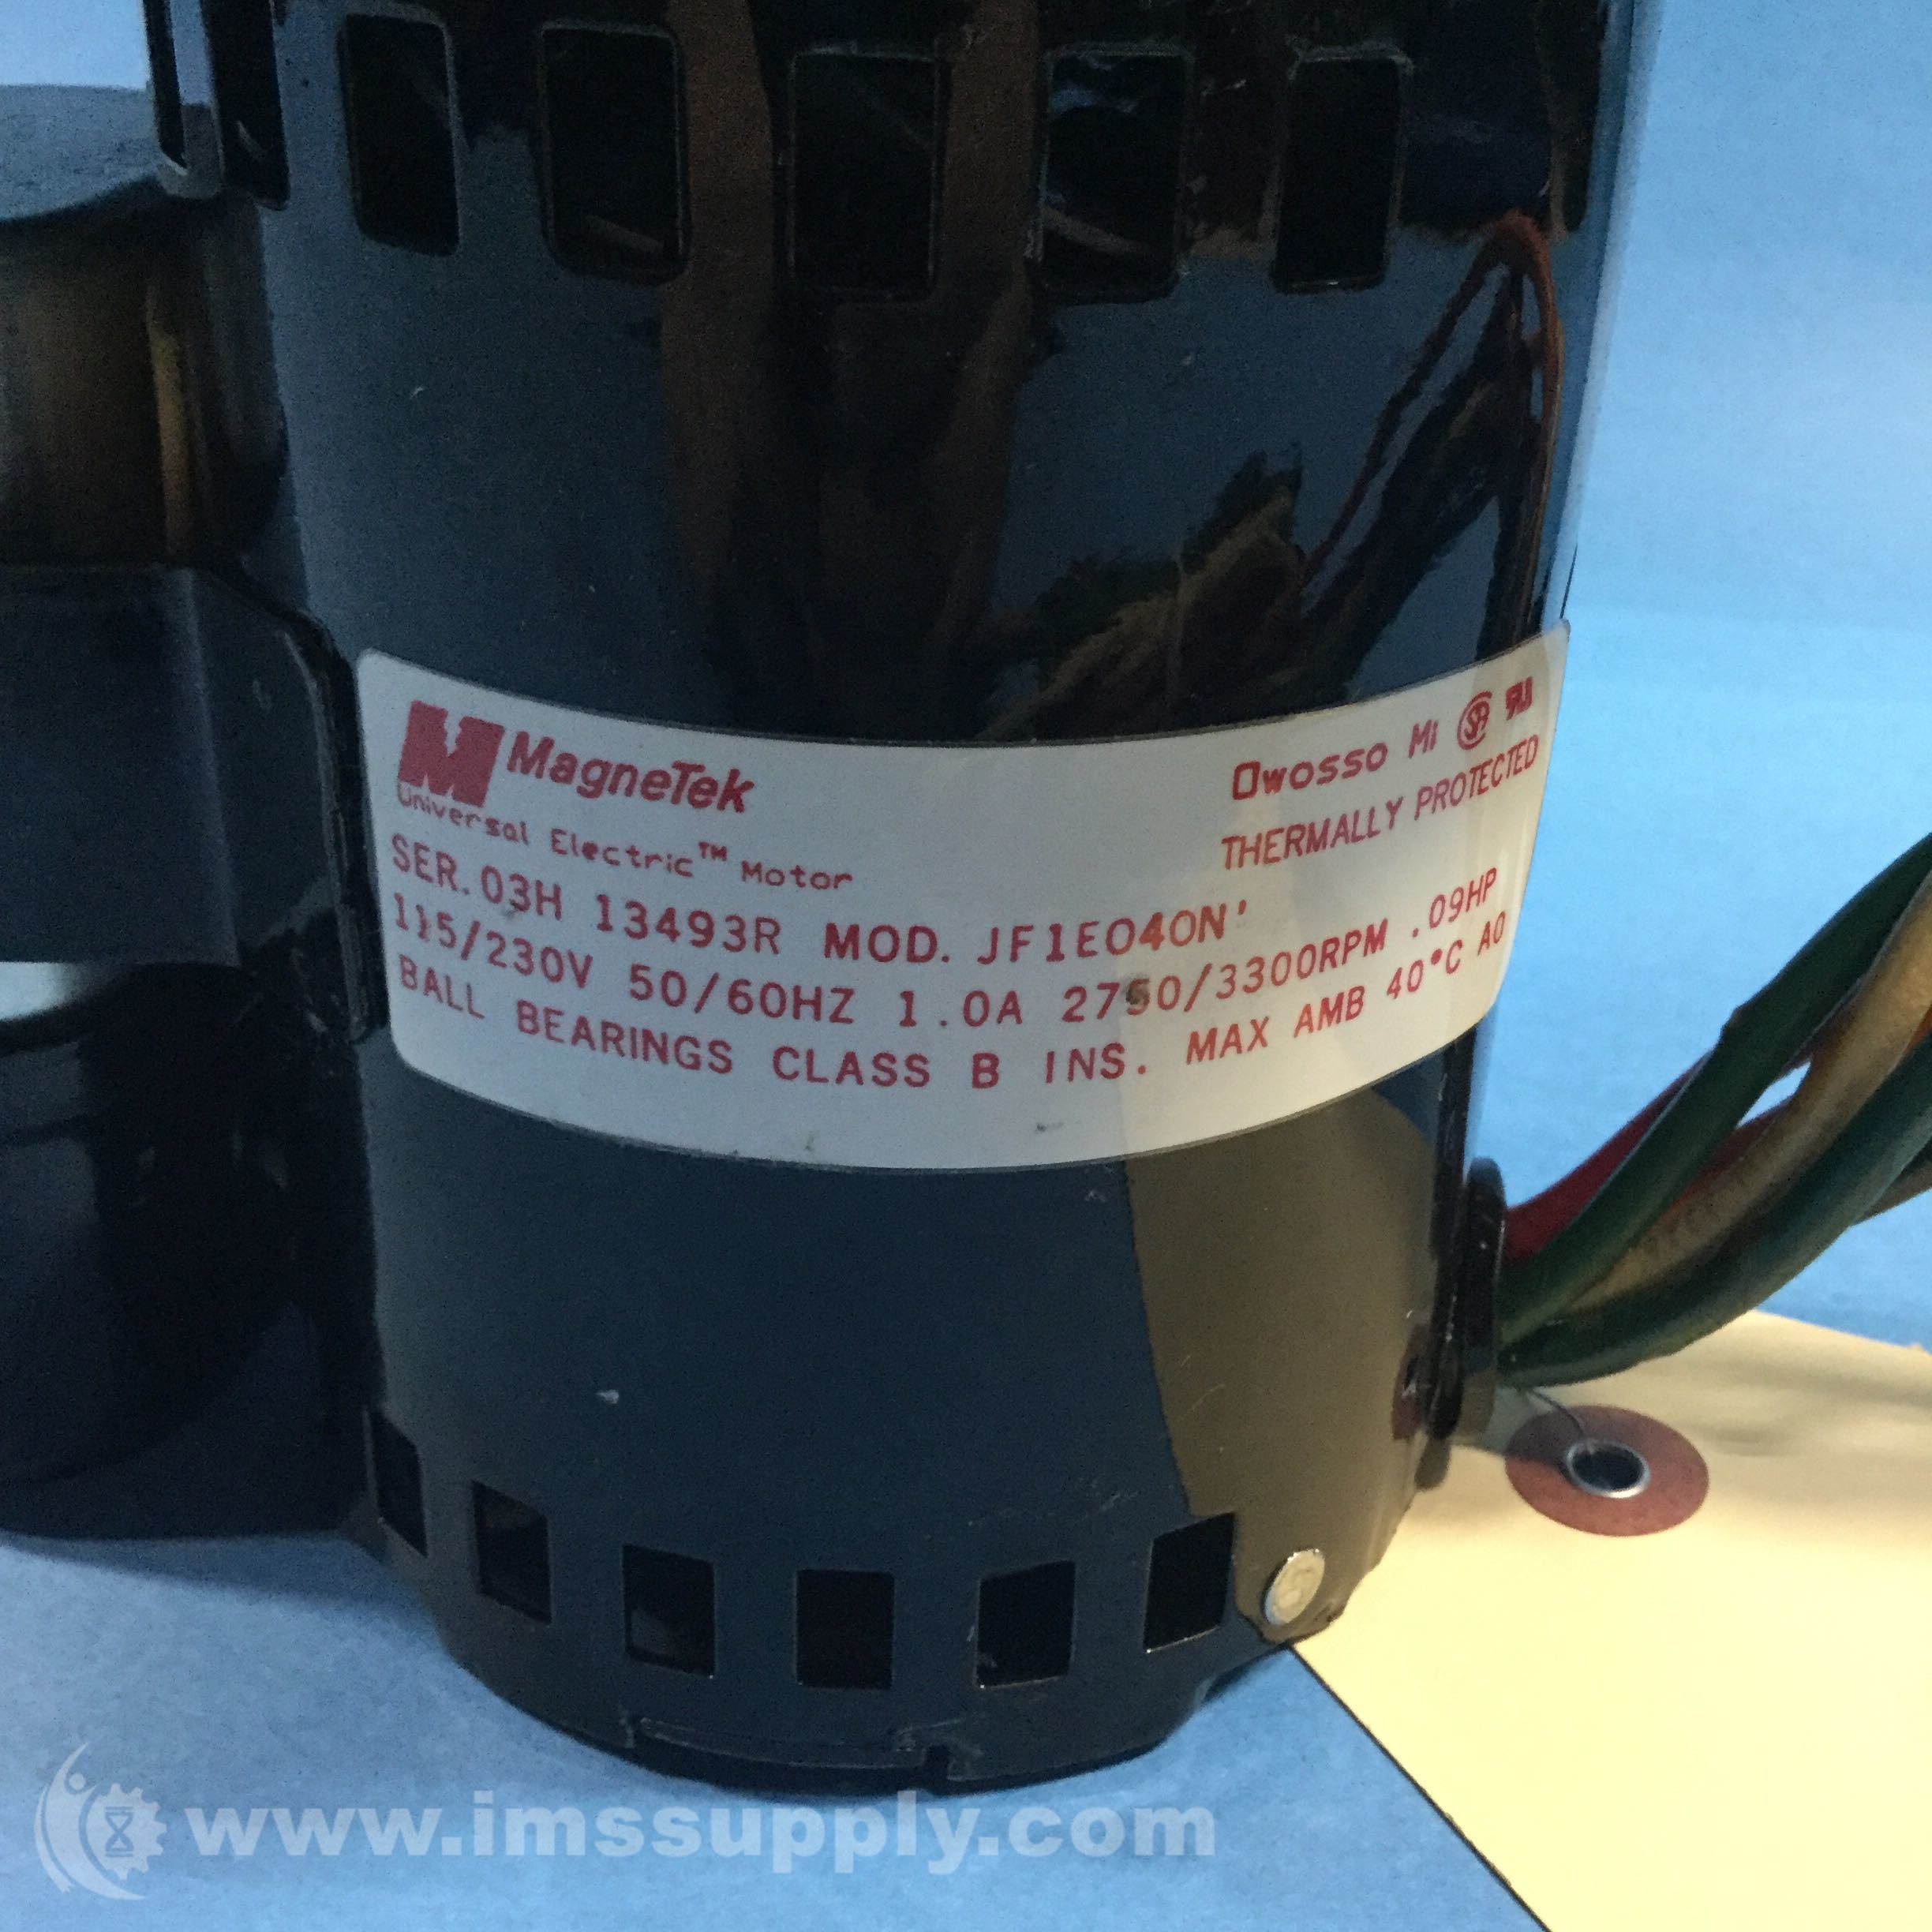 MagneTek
Universal Electric™ Motor
Owosso Mi
THERMALLY PROTECTED
SER. 03H 13493R MOD. JF1E040N'
115/230V 50/60HZ 1.0A 2750/3300RPM .09HP
BALL BEARINGS CLASS B INS. MAX AMB 40°C AO
www.imssupply.com